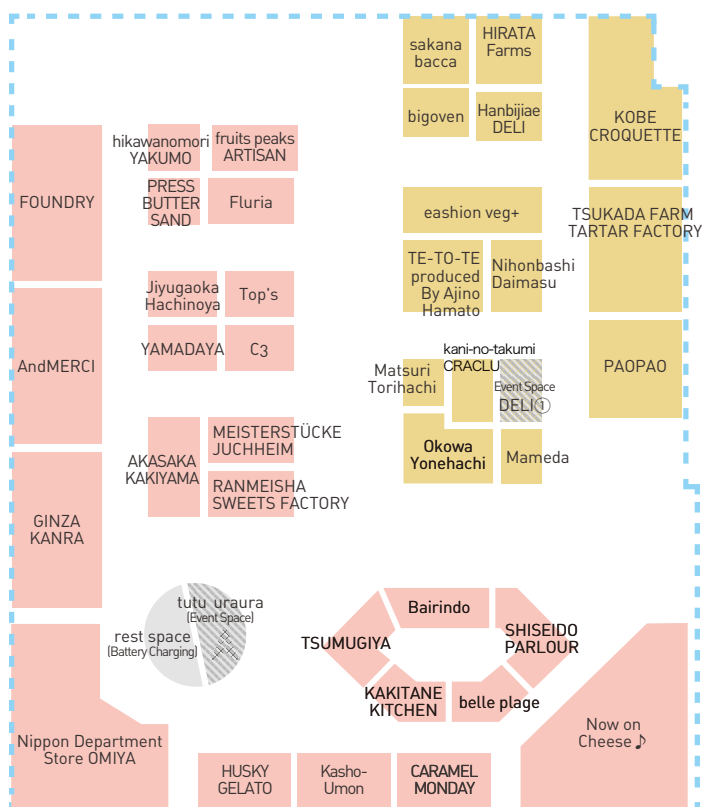 sakana
bacca
HIRATA
Farms
bigoven
Hanbijiae
DELI
KOBE
CROQUETTE
hikawanomori
YAKUMO
fruits peaks
ARTISAN
FOUNDRY
PRESS
BUTTER
SAND
Fluria
eashion veg+
TSUKADA FARM
TARTAR FACTORY
TE-TO-TE
produced
By Ajino
Hamato
Nihonbashi
Daimasu
Jiyugaoka
Hachinoya
Top's
AndMERCI
YAMADAYA
C3
kani-no-takumi
CRACLU
Matsuri
Torihachi
Event Space
DELI①
PAOPAO
AKASAKA
KAKIYAMA
MEISTERSTÜCKE
JUCHHEIM
RANMEISHA
SWEETS FACTORY
Okowa
Yonehachi
Mameda
GINZA
KANRA
tutu uraura
(Event Space)
rest space
(Battery Charging)
Bairindo
TSUMUGIYA
SHISEIDO
PARLOUR
KAKITANE
KITCHEN
belle plage
Nippon Department
Store OMIYA
Now on
Cheese♪
HUSKY
GELATO
Kasho-
Umon
CARAMEL
MONDAY